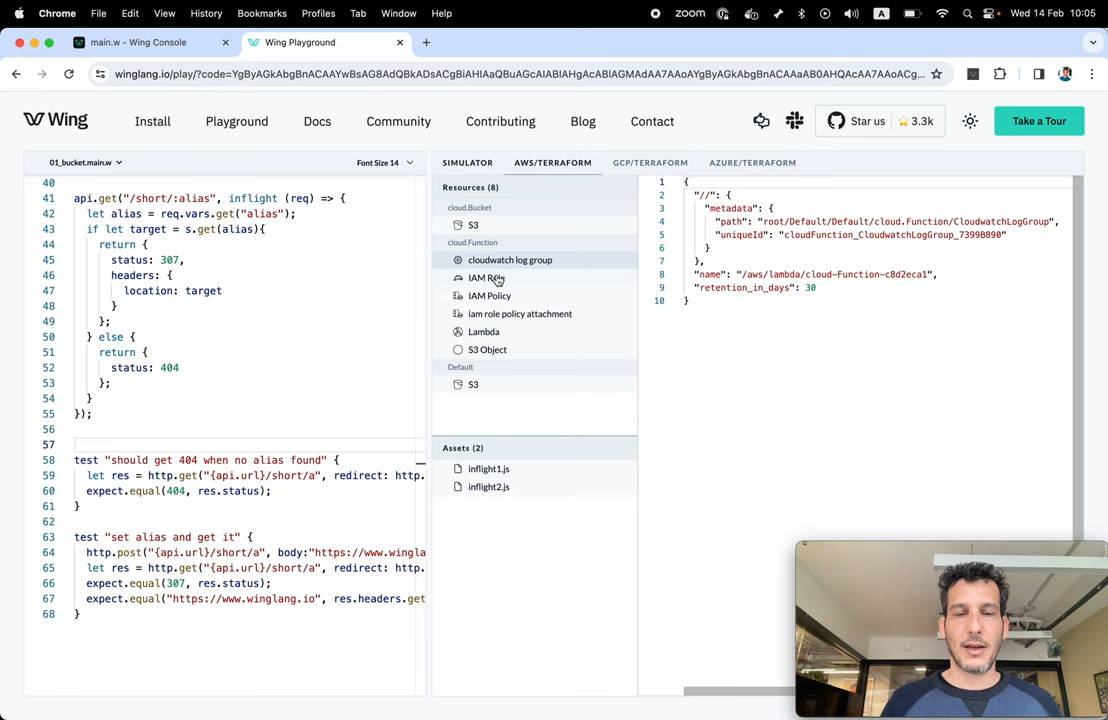 Chrome File Edit View History Bookmarks Profiles Tab Window Help zoom A Wed 14 Feb 10:05
main.w - Wing Console
Wing Playground
winglang.io/play/?code=YgByAGkAbgBnACAAYwBsAG8AdQBkADsACgBiAHIAaQBuAGcAIABlAHgAcABlAGMAdAA7AAoAYgByAGkAbgBnACAAaAB0AHQAcAA7AAoACg...
Wing
Install
Playground
Docs
Community
Contributing
Blog
Contact
Star us
3.3k
Take a Tour
01_bucket.main.w
Font Size 14
40
41 api.get("/short/:alias", inflight (req) => {
42 let alias = req.vars.get("alias");
43 if let target = s.get(alias){
44 return {
45 status: 307,
46 headers: {
47 location: target
48 }
49 };
50 } else {
51 return {
52 status: 404
53 };
54 }
55 });
56
57
58 test "should get 404 when no alias found" {
59 let res = http.get("{api.url}/short/a", redirect: http.
60 expect.equal(404, res.status);
61 }
62
63 test "set alias and get it" {
64 http.post("{api.url}/short/a", body:"https://www.wingla
65 let res = http.get("{api.url}/short/a", redirect: http.
66 expect.equal(307, res.status);
67 expect.equal("https://www.winglang.io", res.headers.get
68 }
SIMULATOR
AWS/TERRAFORM
GCP/TERRAFORM
AZURE/TERRAFORM
Resources (8)
cloud.Bucket
S3
cloud.Function
cloudwatch log group
IAM Role
IAM Policy
iam role policy attachment
Lambda
S3 Object
Default
S3
Assets (2)
inflight1.js
inflight2.js
1 {
2 "//": {
3 "metadata": {
4 "path": "root/Default/Default/cloud.Function/CloudwatchLogGroup",
5 "uniqueId": "cloudFunction_CloudwatchLogGroup_7399B890"
6 }
7 },
8 "name": "/aws/lambda/cloud-Function-c8d2eca1",
9 "retention_in_days": 30
10 }